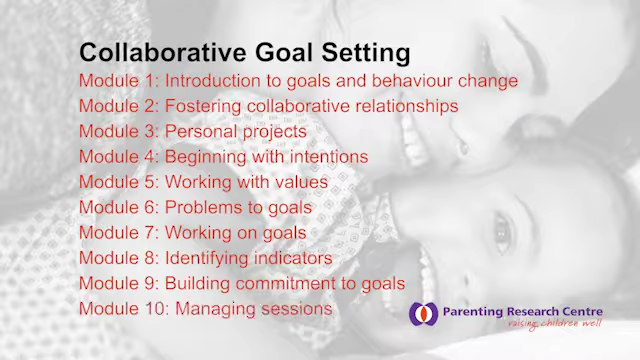 Collaborative Goal Setting
Module 1: Introduction to goals and behaviour change
Module 2: Fostering collaborative relationships
Module 3: Personal projects
Module 4: Beginning with intentions
Module 5: Working with values
Module 6: Problems to goals
Module 7: Working on goals
Module 8: Identifying indicators
Module 9: Building commitment to goals
Module 10: Managing sessions
Parenting Research Centre
raising children well